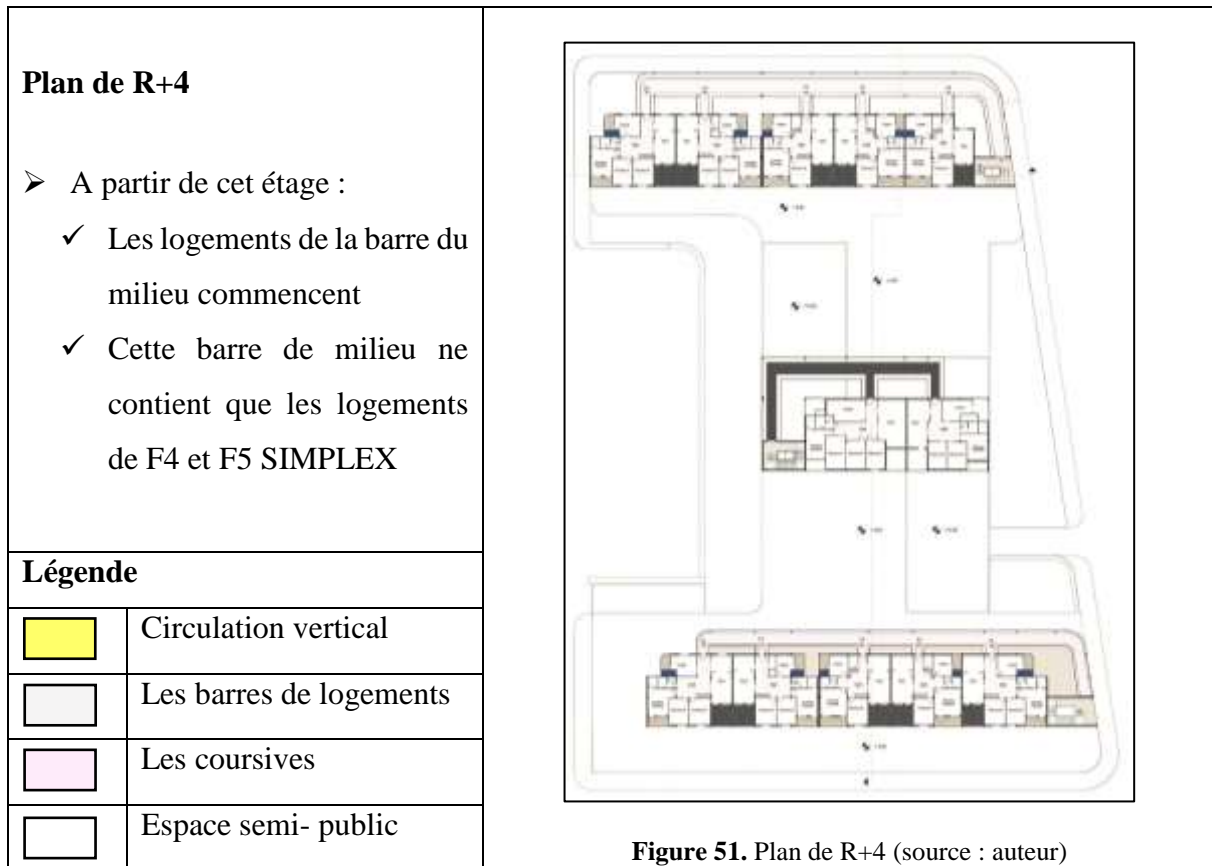 Plan de R+4
➢ A partir de cet étage :
✓ Les logements de la barre du
milieu commencent
✓ Cette barre de milieu ne
contient que les logements
de F4 et F5 SIMPLEX
Légende
Circulation vertical
Les barres de logements
Les coursives
Espace semi- public
Figure 51. Plan de R+4 (source : auteur)